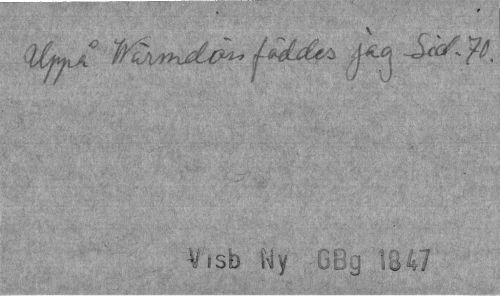 Uppå Wärmdön föddes jag Sid. 70.
Visb Ny GBg 1847